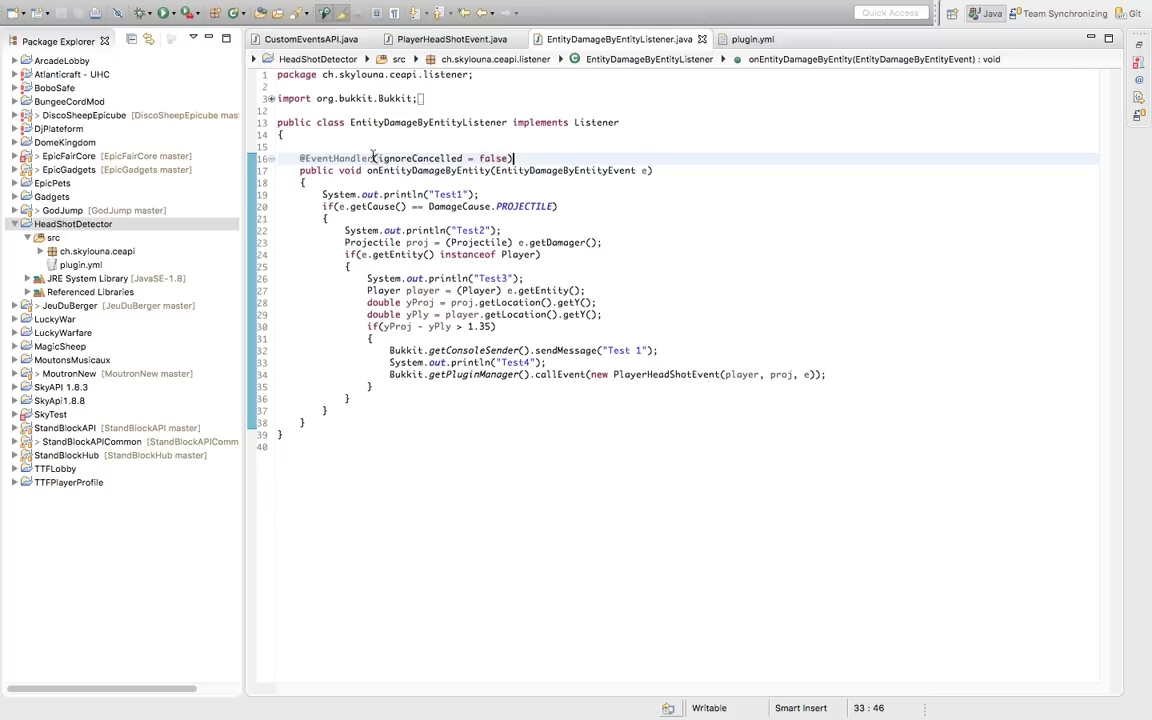 Quick Access
Java
Team Synchronizing
Git
Package Explorer
ArcadeLobby
Atlanticraft - UHC
BoboSafe
BungeeCordMod
> DiscoSheepEpicube [DiscoSheepEpicube mas
DjPlateform
DomeKingdom
> EpicFairCore [EpicFairCore master]
> EpicGadgets [EpicGadgets master]
EpicPets
Gadgets
> GodJump [GodJump master]
HeadShotDetector
src
ch.skylouna.ceapi
plugin.yml
JRE System Library [JavaSE-1.8]
Referenced Libraries
> JeuDuBerger [JeuDuBerger master]
LuckyWar
LuckyWarfare
MagicSheep
MoutonsMusicaux
> MoutronNew [MoutronNew master]
SkyAPI 1.8.3
SkyApi1.8.8
SkyTest
StandBlockAPI [StandBlockAPI master]
> StandBlockAPICommon [StandBlockAPIComm
StandBlockHub [StandBlockHub master]
TTFLobby
TTFPlayerProfile
CustomEventsAPI.java
PlayerHeadShotEvent.java
EntityDamageByEntityListener.java
plugin.yml
HeadShotDetector
src
ch.skylouna.ceapi.listener
EntityDamageByEntityListener
onEntityDamageByEntity(EntityDamageByEntityEvent) : void
1 package ch.skylouna.ceapi.listener;
2
3 import org.bukkit.Bukkit;
12
13 public class EntityDamageByEntityListener implements Listener
14 {
15
16 @EventHandler(ignoreCancelled = false)
17 public void onEntityDamageByEntity(EntityDamageByEntityEvent e)
18 {
19 System.out.println("Test1");
20 if(e.getCause() == DamageCause.PROJECTILE)
21 {
22 System.out.println("Test2");
23 Projectile proj = (Projectile) e.getDamager();
24 if(e.getEntity() instanceof Player)
25 {
26 System.out.println("Test3");
27 Player player = (Player) e.getEntity();
28 double yProj = proj.getLocation().getY();
29 double yPly = player.getLocation().getY();
30 if(yProj - yPly > 1.35)
31 {
32 Bukkit.getConsoleSender().sendMessage("Test 1");
33 System.out.println("Test4");
34 Bukkit.getPluginManager().callEvent(new PlayerHeadShotEvent(player, proj, e));
35 }
36 }
37 }
38 }
39 }
40
Writable
Smart Insert
33 : 46